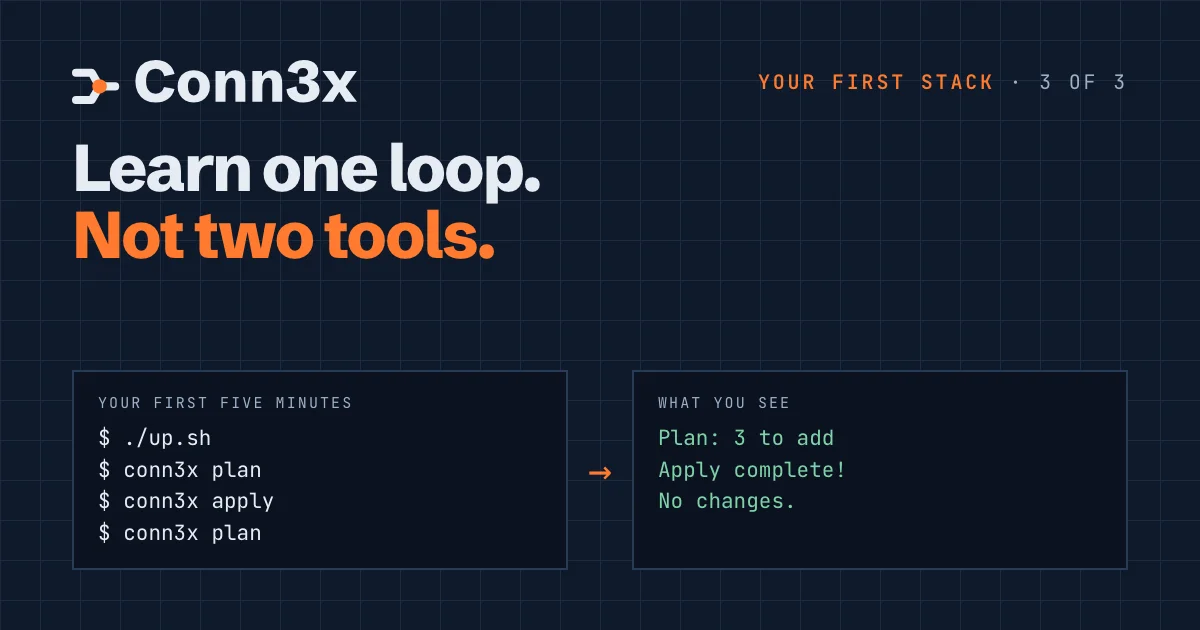 Conn3x
YOUR FIRST STACK · 3 OF 3
Learn one loop.
Not two tools.
YOUR FIRST FIVE MINUTES
$ ./up.sh
$ conn3x plan
$ conn3x apply
$ conn3x plan
→
WHAT YOU SEE
Plan: 3 to add
Apply complete!
No changes.